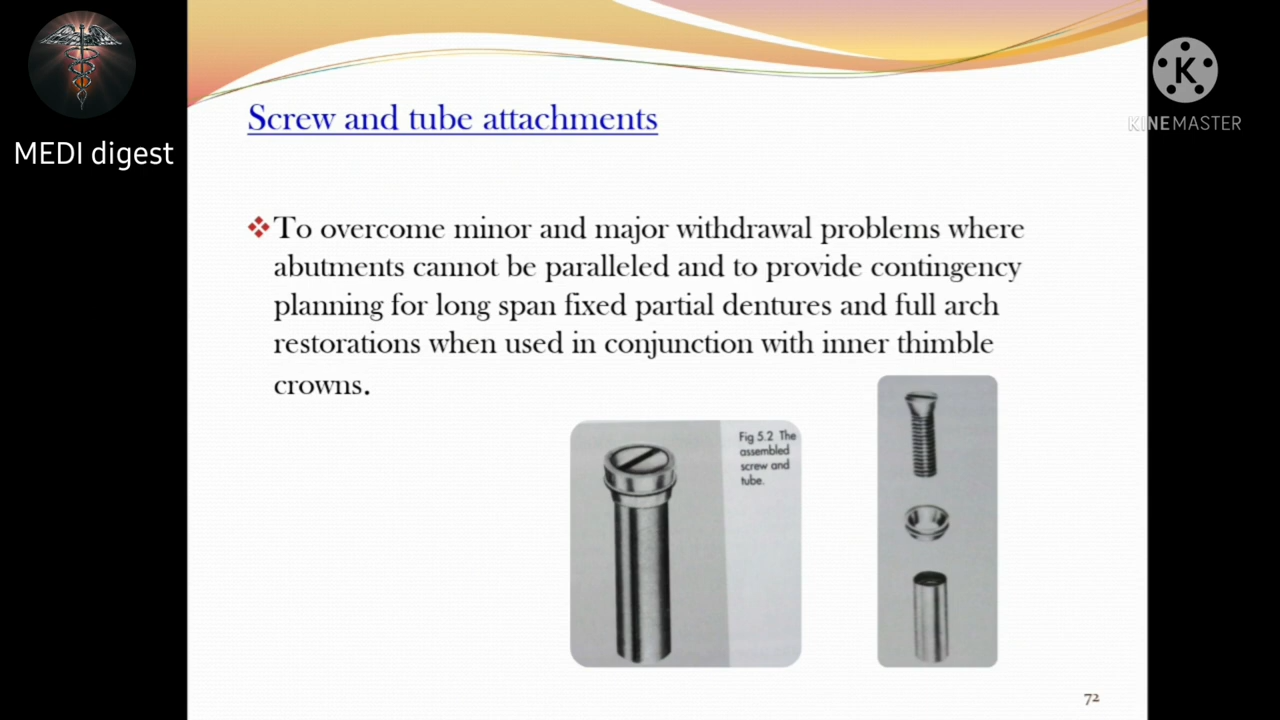 MEDI digest
K
KINEMASTER
Screw and tube attachments
To overcome minor and major withdrawal problems where
abutments cannot be paralleled and to provide contingency
planning for long span fixed partial dentures and full arch
restorations when used in conjunction with inner thimble
crowns.
Fig 5.2 The
assembled
screw and
tube.
72